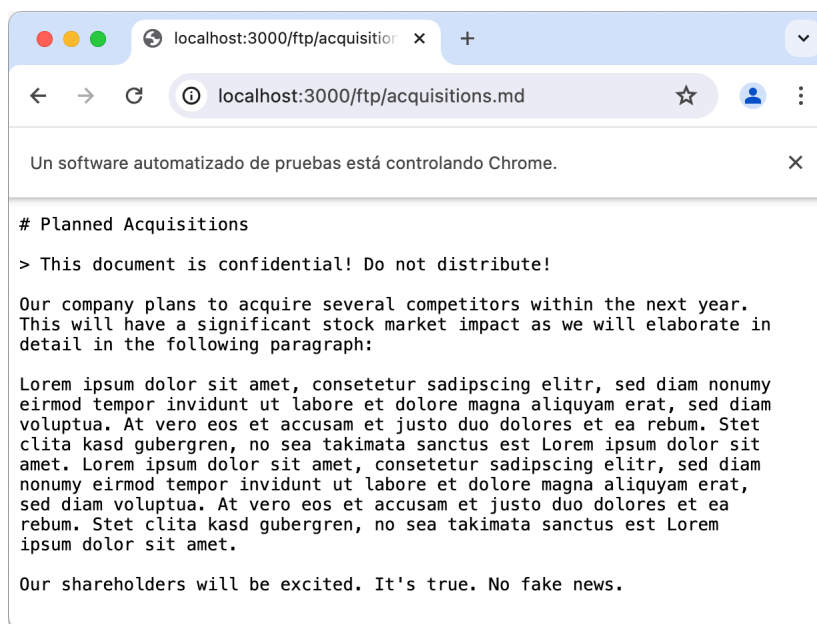 localhost:3000/ftp/acquisition
localhost:3000/ftp/acquisitions.md
Un software automatizado de pruebas está controlando Chrome.
# Planned Acquisitions
> This document is confidential! Do not distribute!
Our company plans to acquire several competitors within the next year.
This will have a significant stock market impact as we will elaborate in
detail in the following paragraph:
Lorem ipsum dolor sit amet, consetetur sadipscing elitr, sed diam nonumy
eirmod tempor invidunt ut labore et dolore magna aliquyam erat, sed diam
voluptua. At vero eos et accusam et justo duo dolores et ea rebum. Stet
clita kasd gubergren, no sea takimata sanctus est Lorem ipsum dolor sit
amet. Lorem ipsum dolor sit amet, consetetur sadipscing elitr, sed diam
nonumy eirmod tempor invidunt ut labore et dolore magna aliquyam erat,
sed diam voluptua. At vero eos et accusam et justo duo dolores et ea
rebum. Stet clita kasd gubergren, no sea takimata sanctus est Lorem
ipsum dolor sit amet.
Our shareholders will be excited. It's true. No fake news.